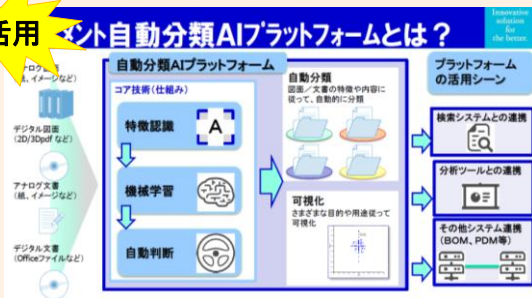 活用
メント自動分類AIプラットフォームとは？
Innovative
solution
for
the better.
アナログ図面
(紙、イメージなど)
デジタル図面
(2D/3Dpdf など)
アナログ文書
(紙、イメージなど)
デジタル文書
(Officeファイルなど)
自動分類AIプラットフォーム
コア技術(仕組み)
特徴認識
A
機械学習
自動判断
自動分類
図面／文書の特徴や内容に
従って、自動的に分類
可視化
さまざまな目的や用途従って
可視化
プラットフォーム
の活用シーン
検索システムとの連携
分析ツールとの連携
その他システム連携
(BOM、PDM等)